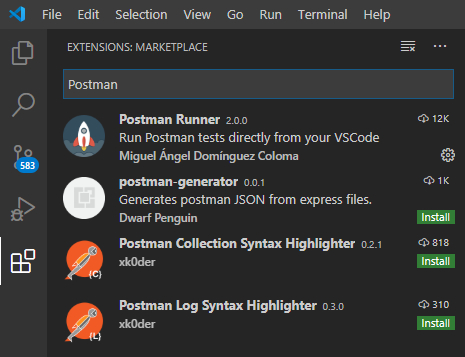 File Edit Selection View Go Run Terminal Help
EXTENSIONS: MARKETPLACE
Postman
Postman Runner 2.0.0 12K
Run Postman tests directly from your VSCode
Miguel Ángel Domínguez Coloma
583
postman-generator 0.0.1 1K
Generates postman JSON from express files.
Dwarf Penguin Install
Postman Collection Syntax Highlighter 0.2.1 818
xk0der Install
(C)
Postman Log Syntax Highlighter 0.3.0 310
xk0der Install
(L)